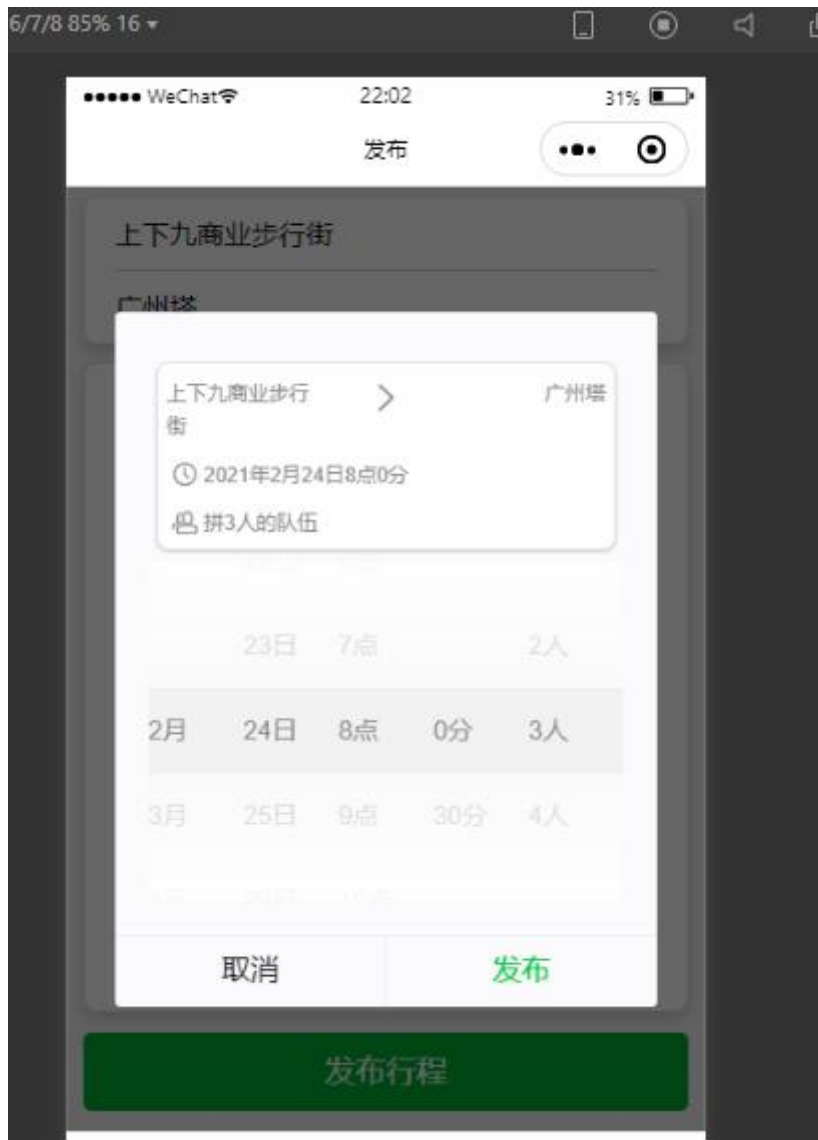 6/7/8 85% 16
WeChat 22:02 31%
发布
上下九商业步行街
广州塔
上下九商业步行
街
广州塔
2021年2月24日8点0分
拼3人的队伍
23日 7点 2人
2月 24日 8点 0分 3人
3月 25日 9点 30分 4人
取消 发布
发布行程